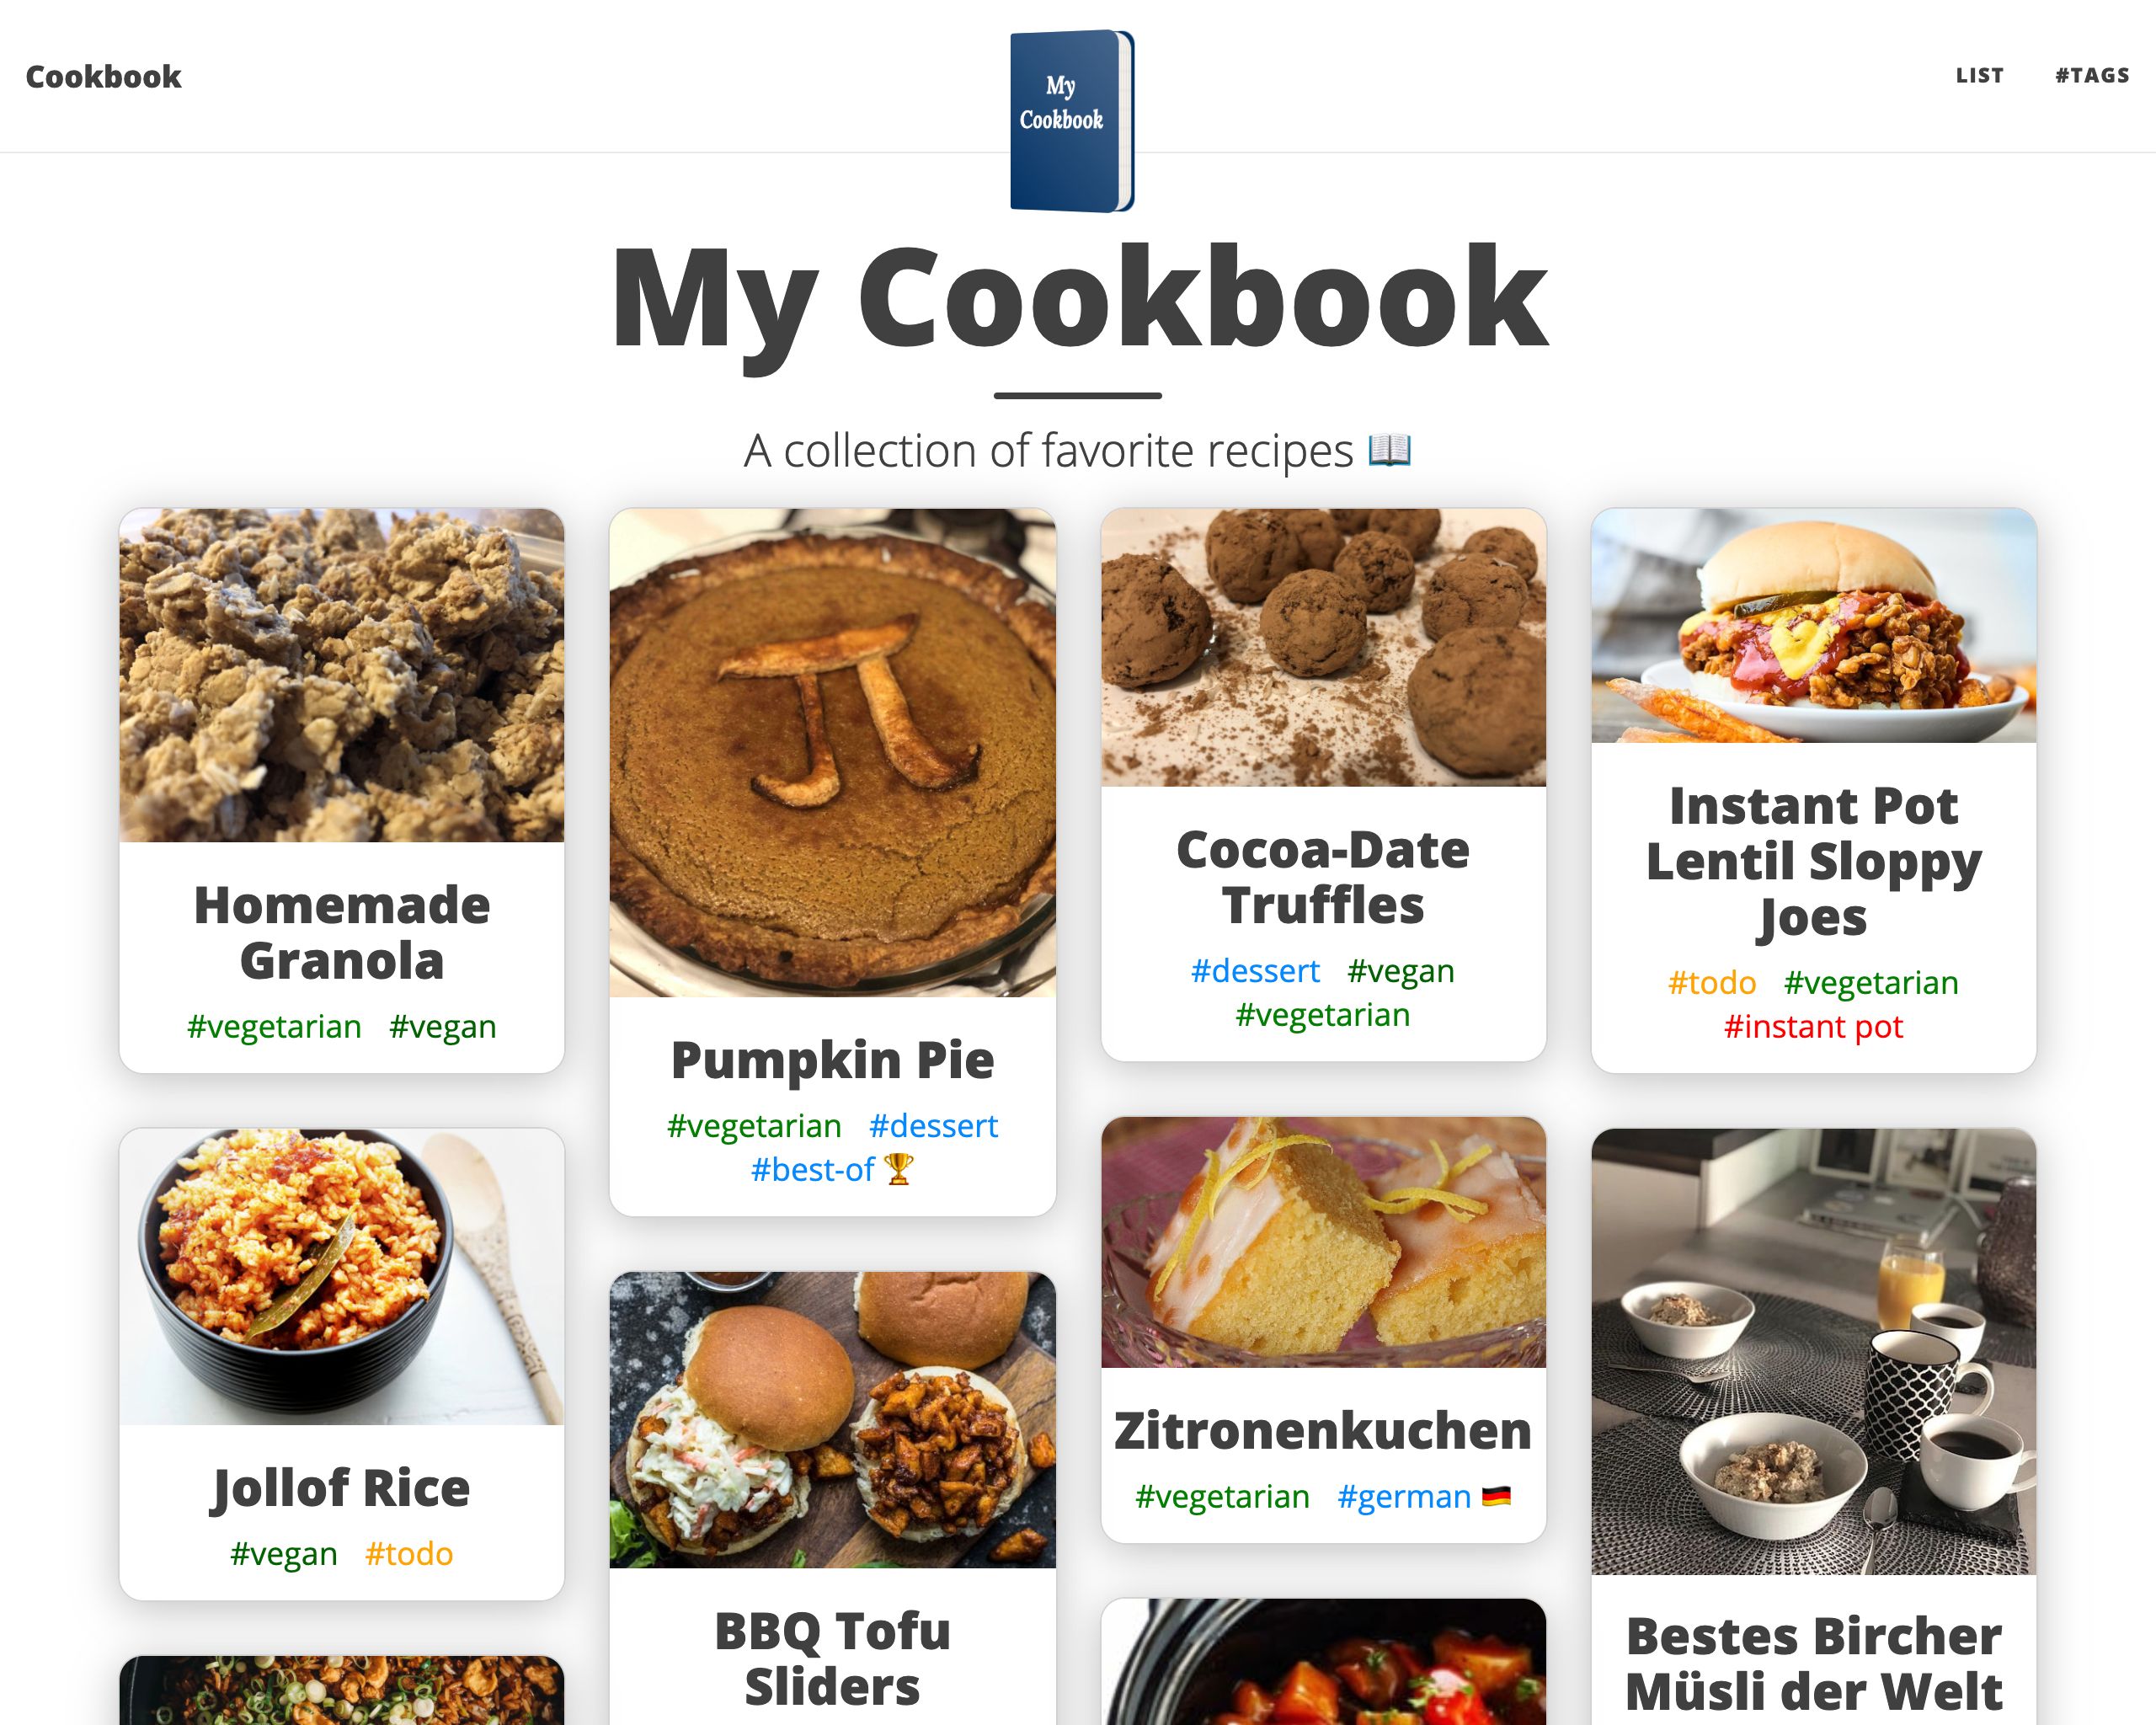 Cookbook
My
Cookbook
LIST
#TAGS
My Cookbook
A collection of favorite recipes 📖
Homemade
Granola
#vegetarian #vegan
Pumpkin Pie
#vegetarian #dessert
#best-of 🏆
Cocoa-Date
Truffles
#dessert #vegan
#vegetarian
Instant Pot
Lentil Sloppy
Joes
#todo #vegetarian
#instant pot
Jollof Rice
#vegan #todo
BBQ Tofu
Sliders
Zitronenkuchen
#vegetarian #german 🇩🇪
Bestes Bircher
Müsli der Welt